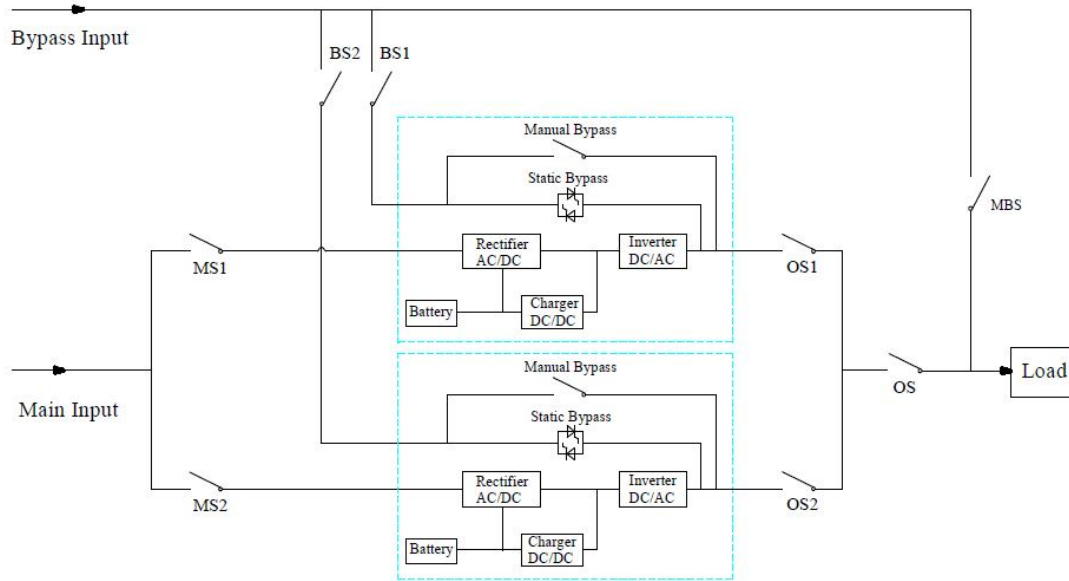 Bypass Input
BS2
BS1
Manual Bypass
Static Bypass
MBS
MS1
Rectifier
AC/DC
Inverter
DC/AC
OS1
Battery
Charger
DC/DC
Main Input
Manual Bypass
OS
Load
Static Bypass
MS2
Rectifier
AC/DC
Inverter
DC/AC
OS2
Battery
Charger
DC/DC